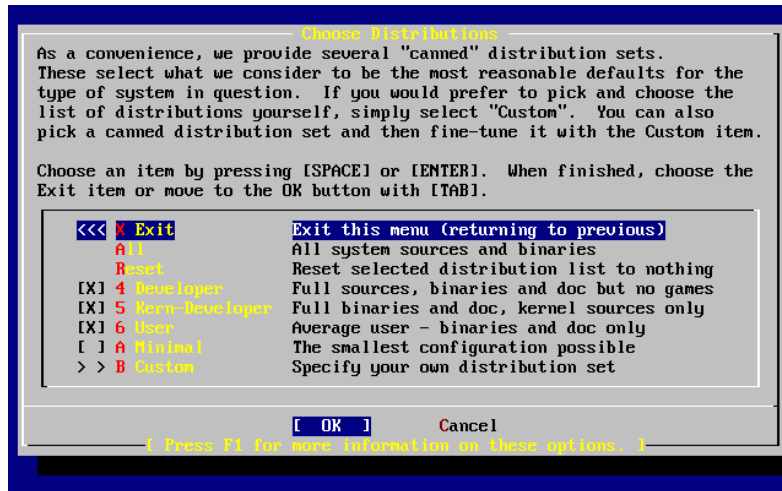 Choose Distributions
As a convenience, we provide several "canned" distribution sets.
These select what we consider to be the most reasonable defaults for the
type of system in question.  If you would prefer to pick and choose the
list of distributions yourself, simply select "Custom".  You can also
pick a canned distribution set and then fine-tune it with the Custom item.
Choose an item by pressing [SPACE] or [ENTER].  When finished, choose the
Exit item or move to the OK button with [TAB].
<<< X Exit Exit this menu (returning to previous)
All All system sources and binaries
Reset Reset selected distribution list to nothing
[X] 4 Developer Full sources, binaries and doc but no games
[X] 5 Kern-Developer Full binaries and doc, kernel sources only
[X] 6 User Average user - binaries and doc only
[ ] A Minimal The smallest configuration possible
> > B Custom Specify your own distribution set
[ OK ] Cancel
[ Press F1 for more information on these options. ]